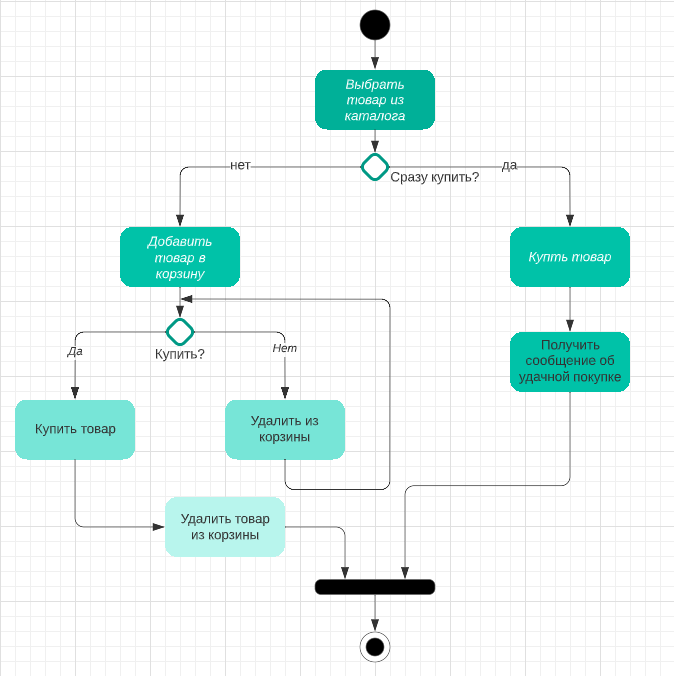 Выбрать
товар из
каталога
нет
да
Сразу купить?
Добавить
товар в
корзину
Купть товар
Купить?
Да
Нет
Получить
сообщение об
удачной покупке
Купить товар
Удалить из
корзины
Удалить товар
из корзины